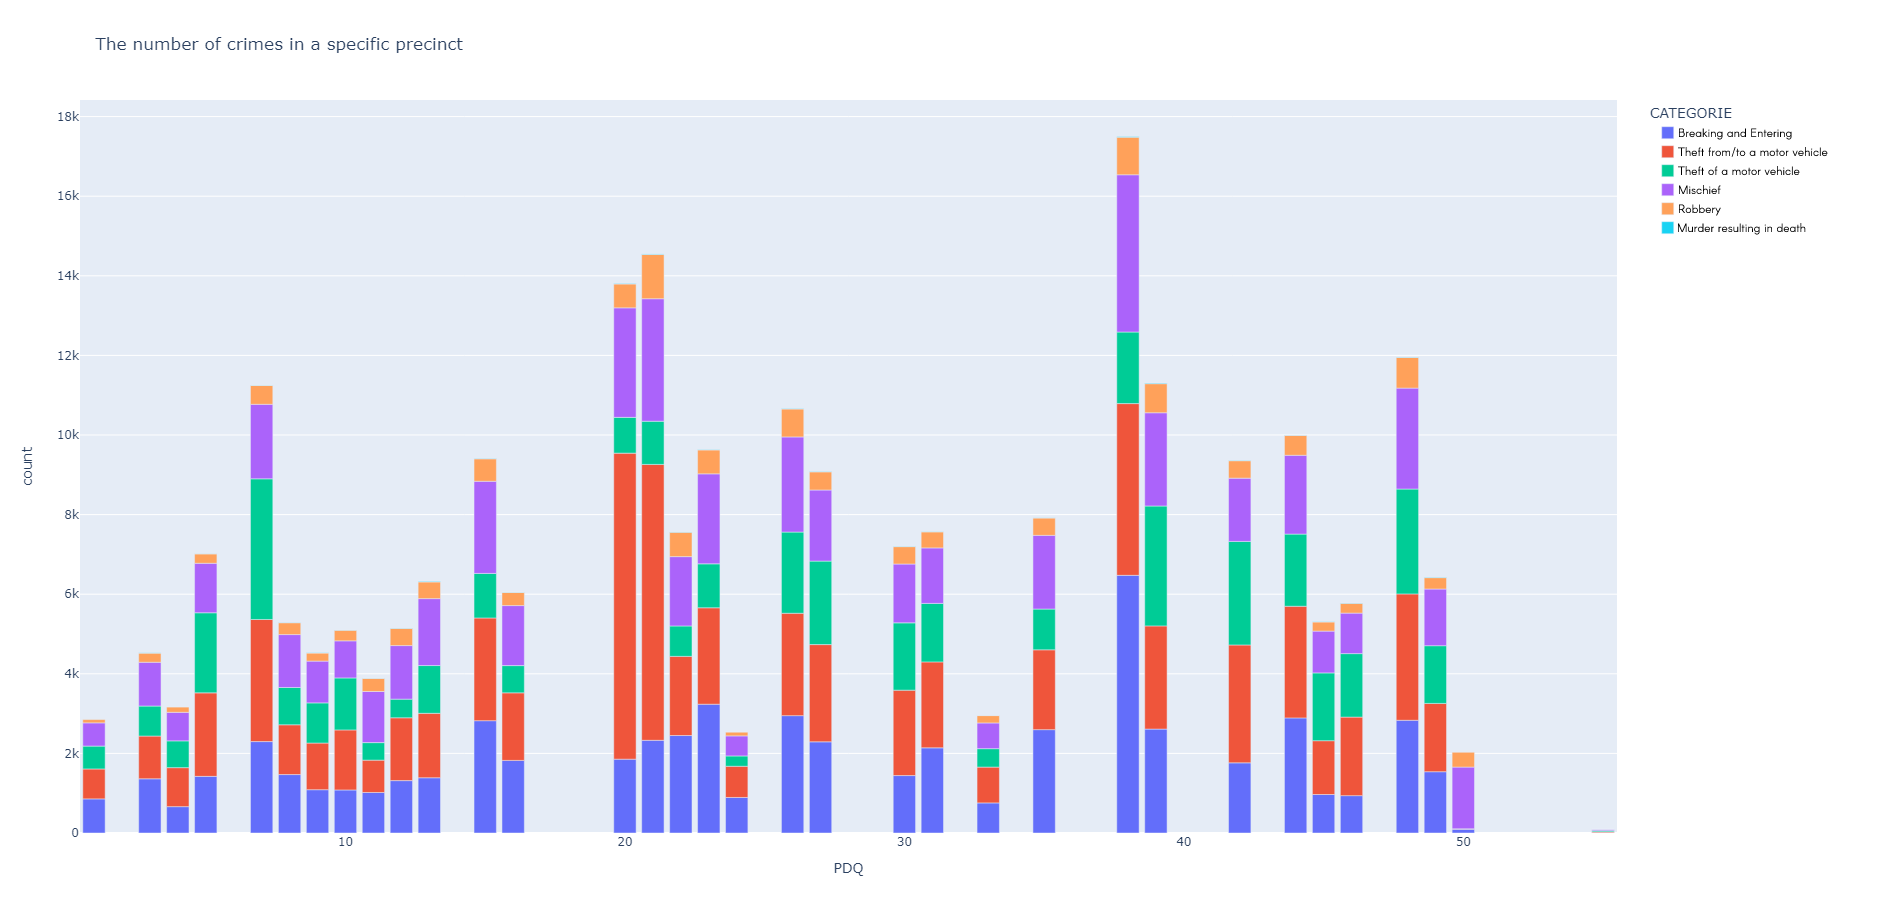 The number of crimes in a specific precinct
18k
16k
14k
12k
10k
8k
6k
4k
2k
0
count
10
20
30
40
50
PDQ
CATEGORIE
Breaking and Entering
Theft from/to a motor vehicle
Theft of a motor vehicle
Mischief
Robbery
Murder resulting in death